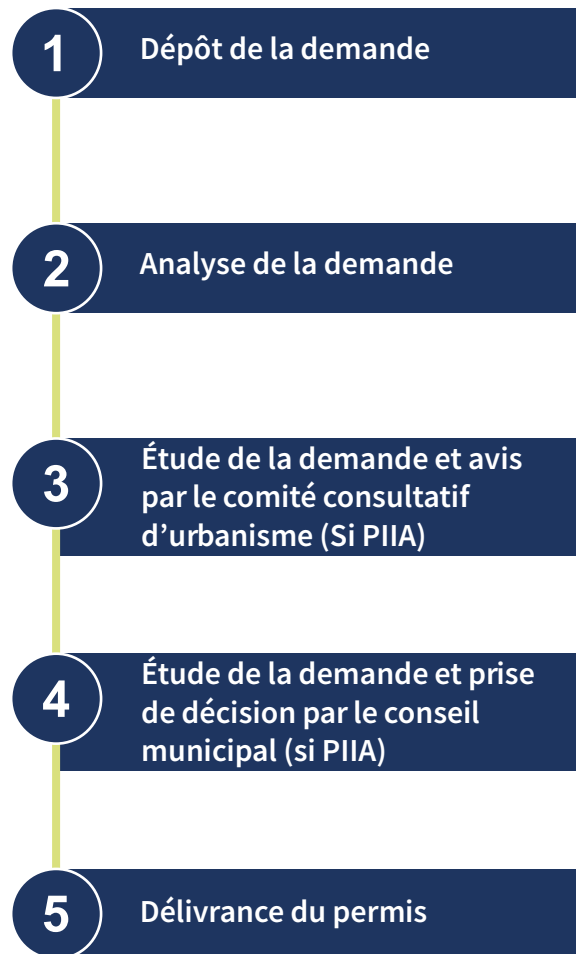 1
Dépôt de la demande
2
Analyse de la demande
3
Étude de la demande et avis
par le comité consultatif
d’urbanisme (Si PIIA)
4
Étude de la demande et prise
de décision par le conseil
municipal (si PIIA)
5
Délivrance du permis